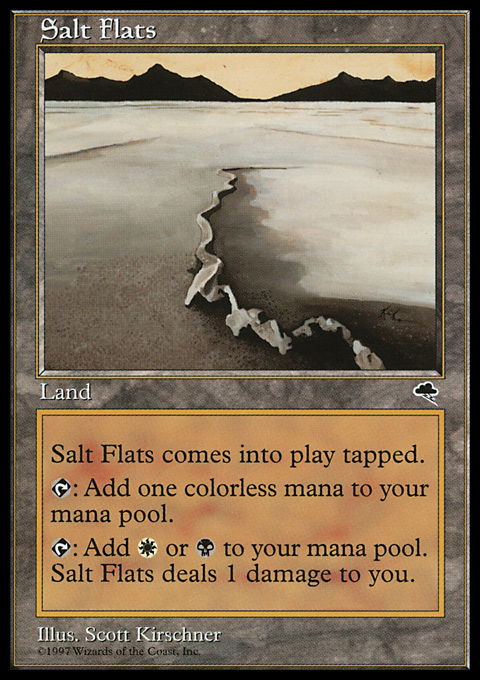 Salt Flats
Land
Salt Flats comes into play tapped.
: Add one colorless mana to your
mana pool.
: Add or to your mana pool.
Salt Flats deals 1 damage to you.
Illus. Scott Kirschner
©1997 Wizards of the Coast, Inc.